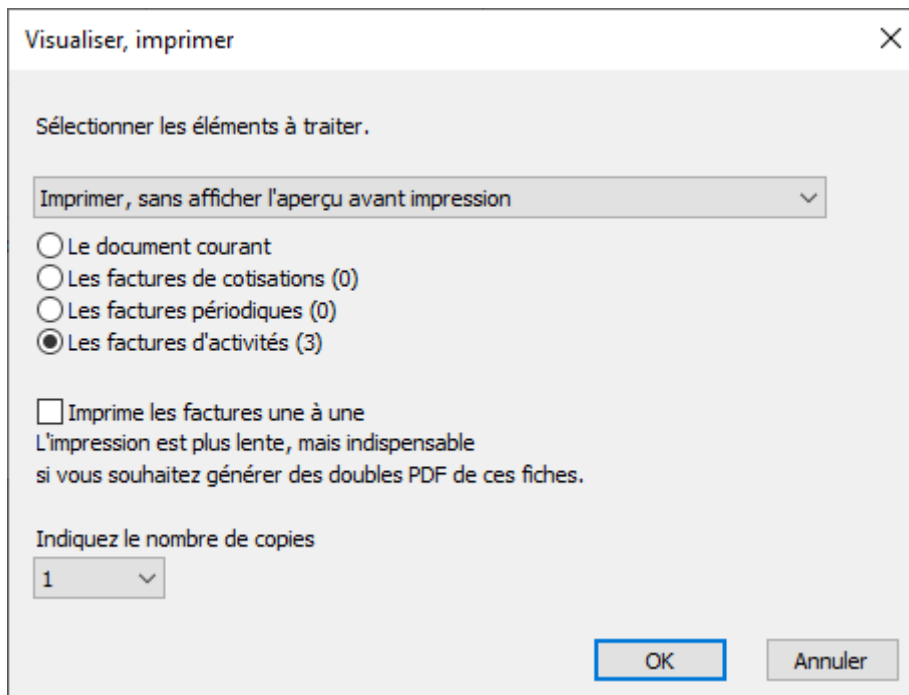 Visualiser, imprimer
Sélectionner les éléments à traiter.
Imprimer, sans afficher l'aperçu avant impression
Le document courant
Les factures de cotisations (0)
Les factures périodiques (0)
Les factures d'activités (3)
Imprime les factures une à une
L'impression est plus lente, mais indispensable
si vous souhaitez générer des doubles PDF de ces fiches.
Indiquez le nombre de copies
1
OK Annuler